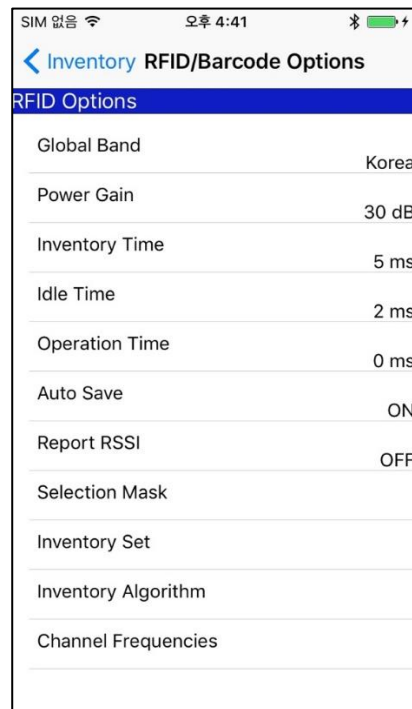 SIM 없음 오후 4:41
Inventory RFID/Barcode Options
RFID Options
Global Band
Korea
Power Gain
30 dB
Inventory Time
5 ms
Idle Time
2 ms
Operation Time
0 ms
Auto Save
ON
Report RSSI
OFF
Selection Mask
Inventory Set
Inventory Algorithm
Channel Frequencies